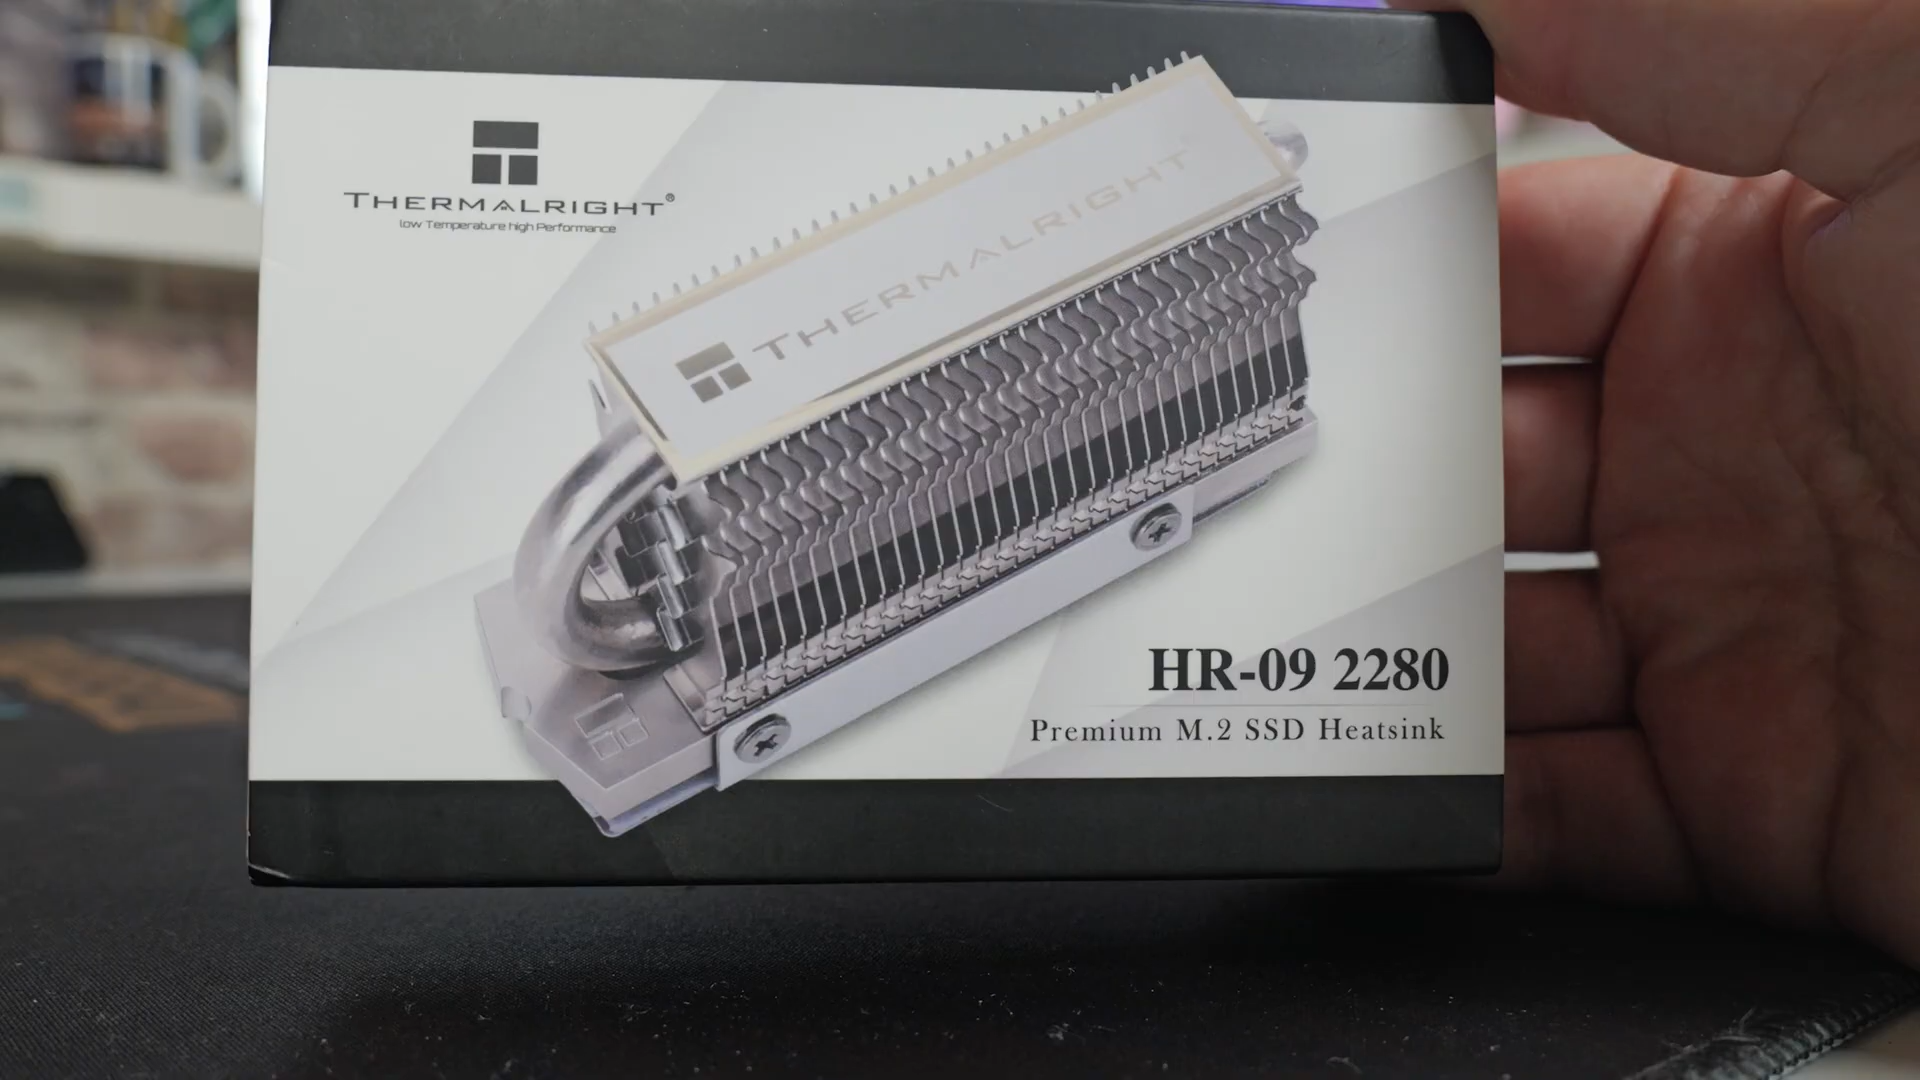 THERMALRIGHT®
low Temperature high Performance
THERMALRIGHT
HR-09 2280
Premium M.2 SSD Heatsink